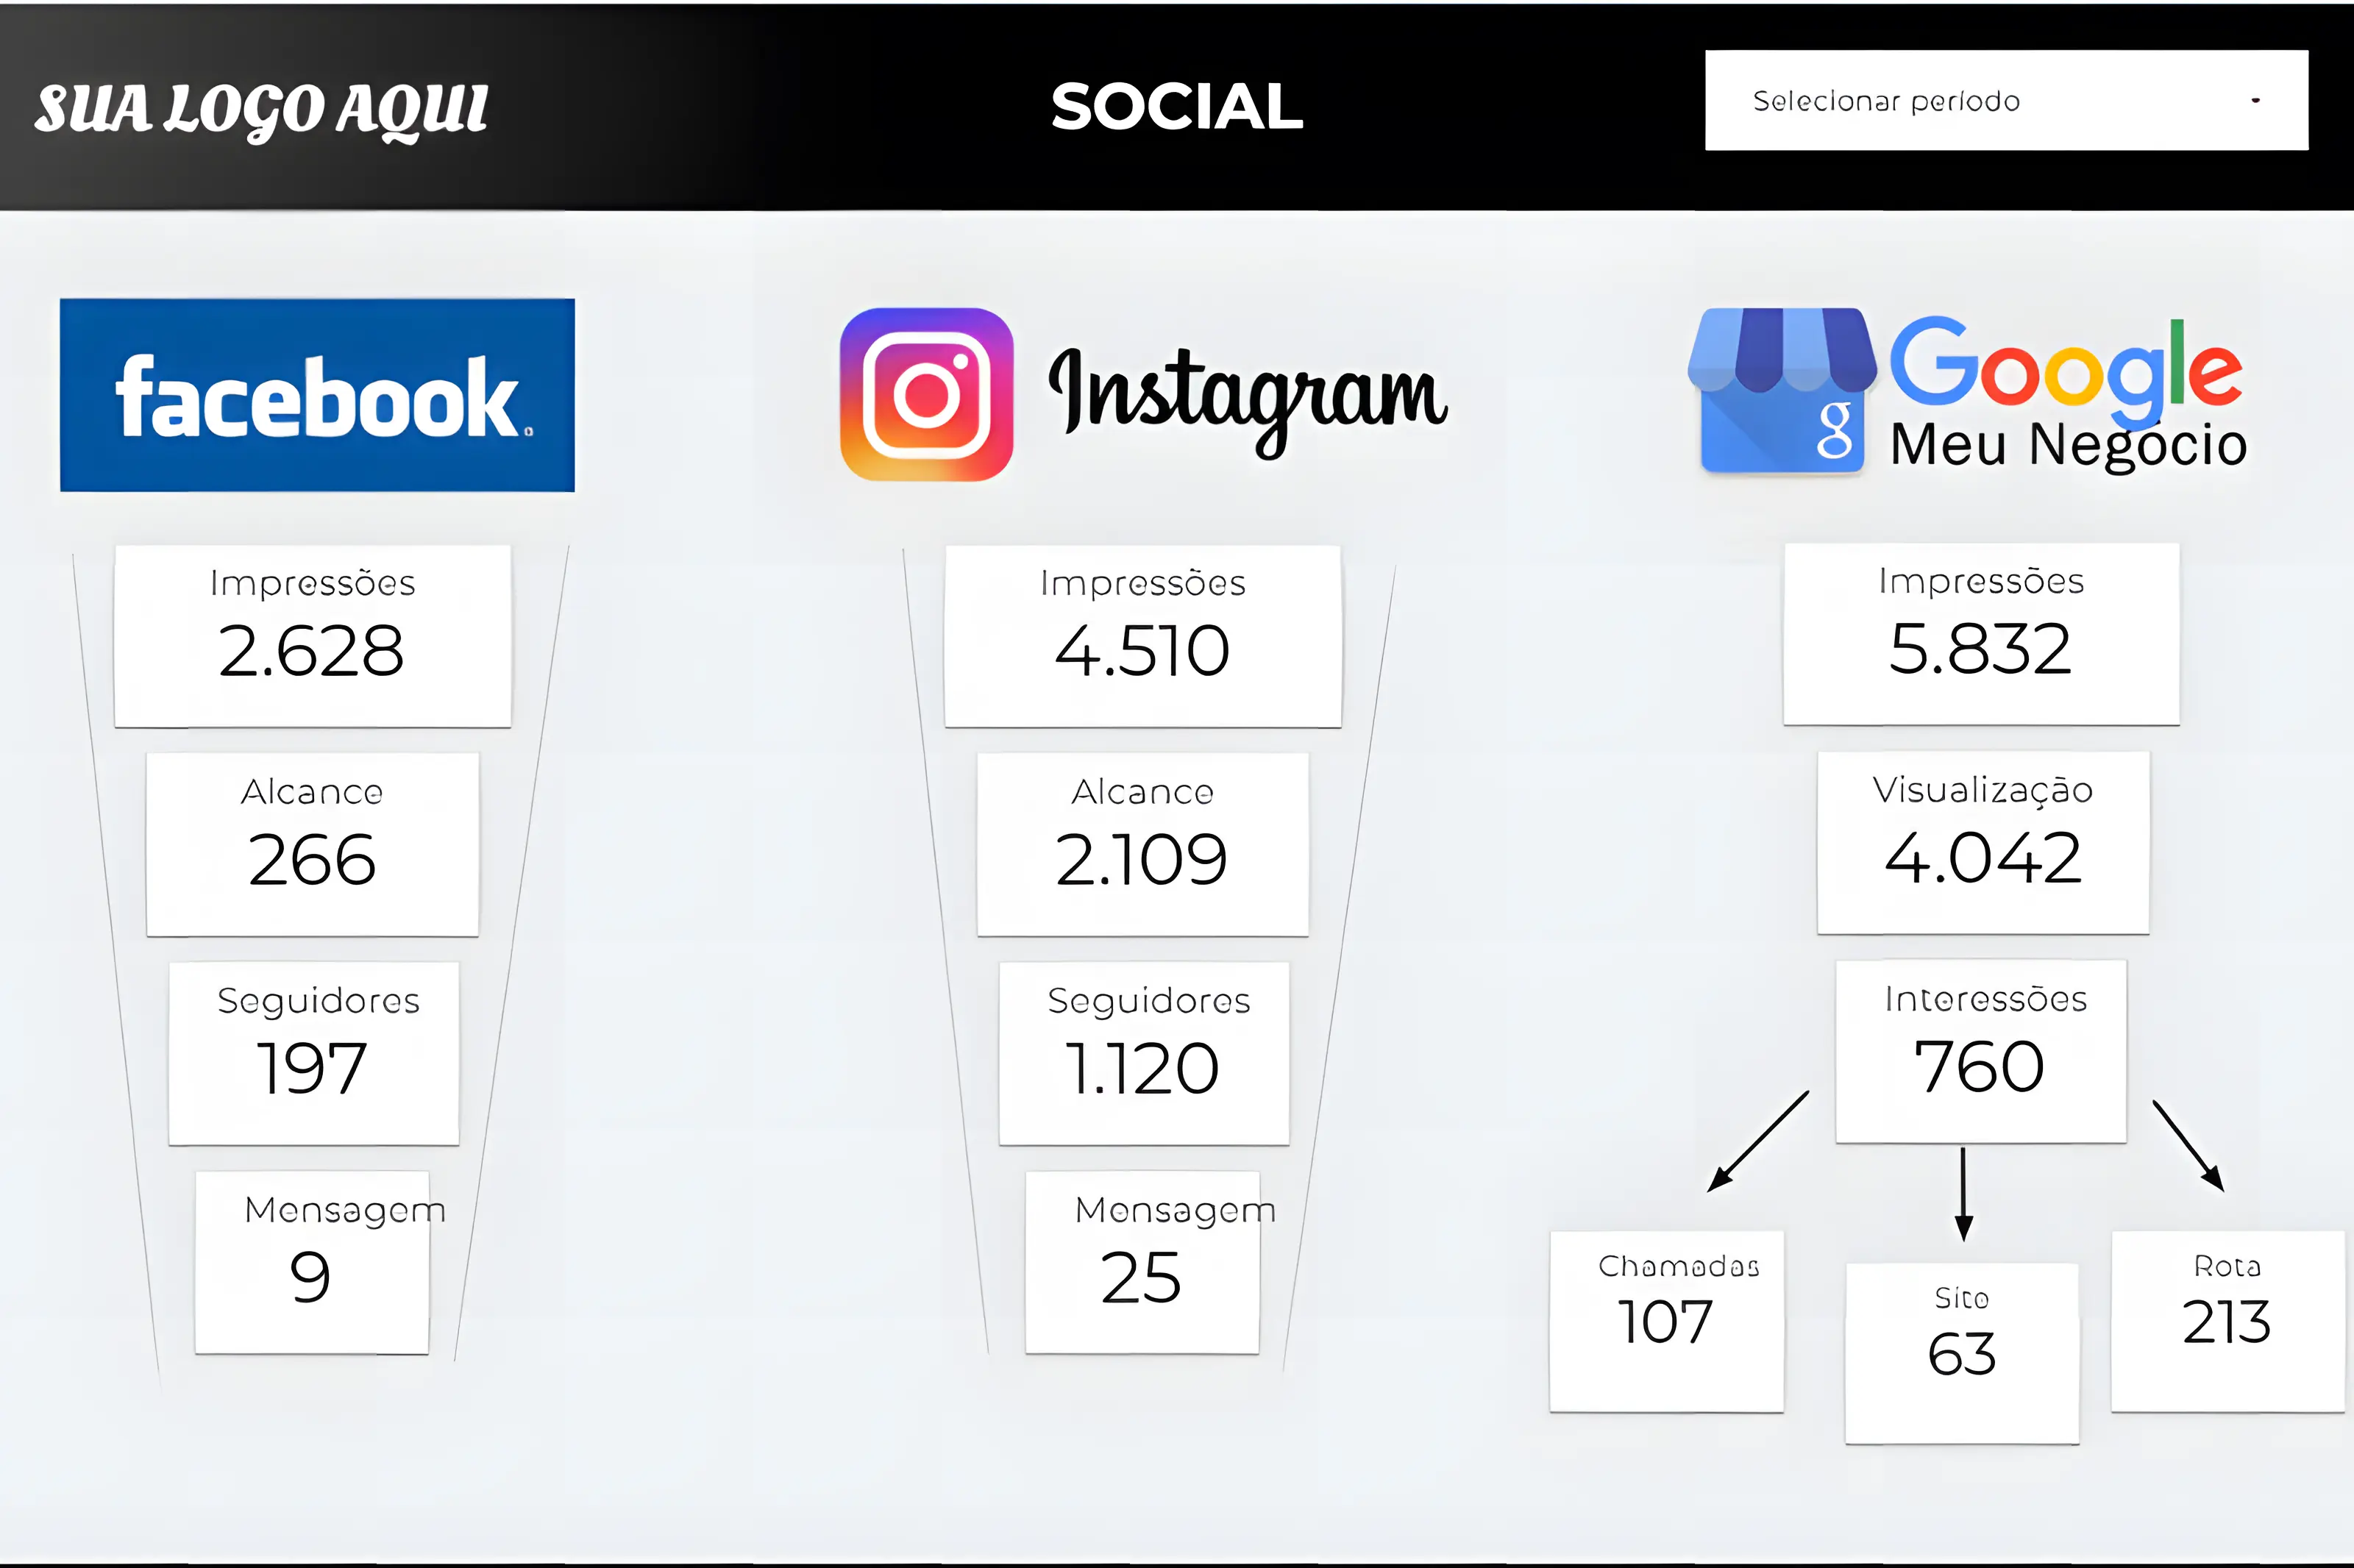 SUA LOGO AQUI
SOCIAL
Selecionar período
facebook.
Impressões
2.628
Alcance
266
Seguidores
197
Mensagem
9
Instagram
Impressões
4.510
Alcance
2.109
Seguidores
1.120
Mensagem
25
Google
Meu Negócio
g
Impressões
5.832
Visualização
4.042
Interessões
760
Chamadas
107
Site
63
Rota
213